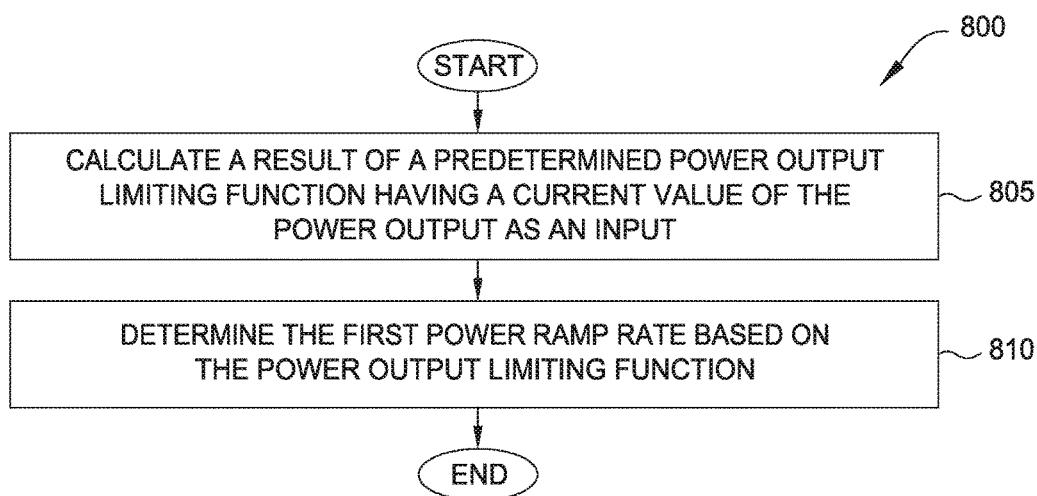 800
START
CALCULATE A RESULT OF A PREDETERMINED POWER OUTPUT
LIMITING FUNCTION HAVING A CURRENT VALUE OF THE
POWER OUTPUT AS AN INPUT
805
DETERMINE THE FIRST POWER RAMP RATE BASED ON
THE POWER OUTPUT LIMITING FUNCTION
810
END